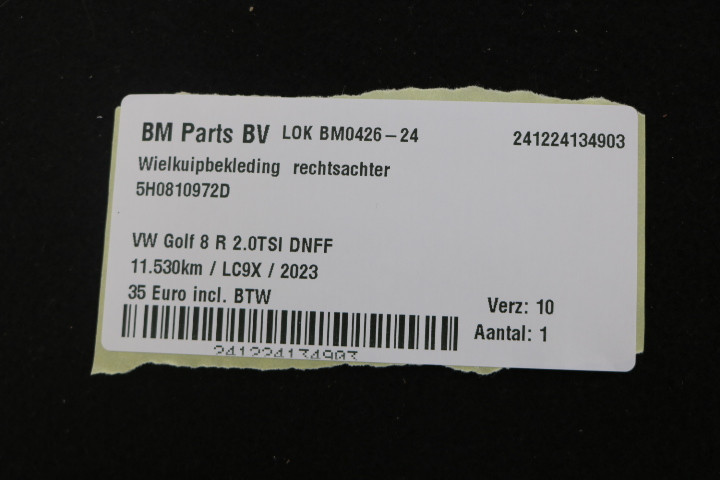 BM Parts BV LOK BM0426-24 241224134903
Wielkuipbekleding rechtsachter
5H0810972D
VW Golf 8 R 2.0TSI DNFF
11.530km / LC9X / 2023
35 Euro incl. BTW
Verz: 10
Aantal: 1
241224134903